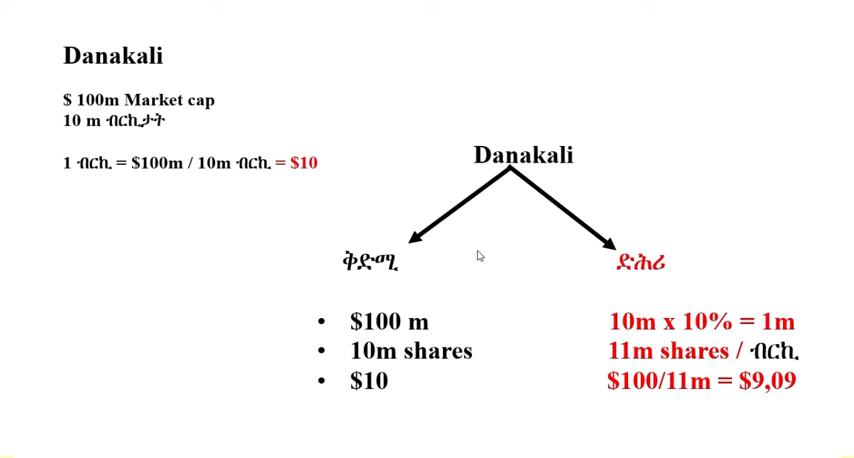 Danakali
$ 100m Market cap
10 m ብርኪታት
1 ብርኪ = $100m / 10m ብርኪ = $10
Danakali
ቅድሚ
ድሕሪ
• $100 m
• 10m shares
• $10
10m x 10% = 1m
11m shares / ብርኪ
$100/11m = $9,09